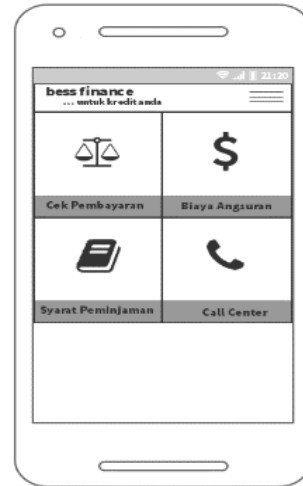 21:20
bess finance
... untuk kredit anda
$
Cek Pembayaran
Biaya Angsuran
Syarat Peminjaman
Call Center